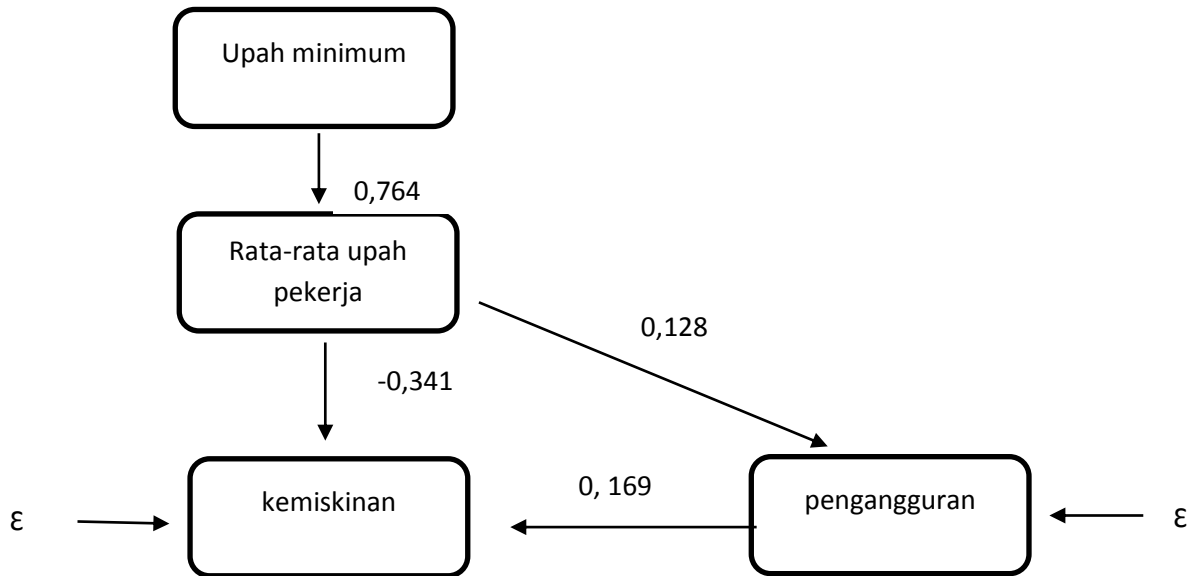 Upah minimum
0,764
Rata-rata upah
pekerja
0,128
-0,341
kemiskinan
0, 169
pengangguran
ε
ε